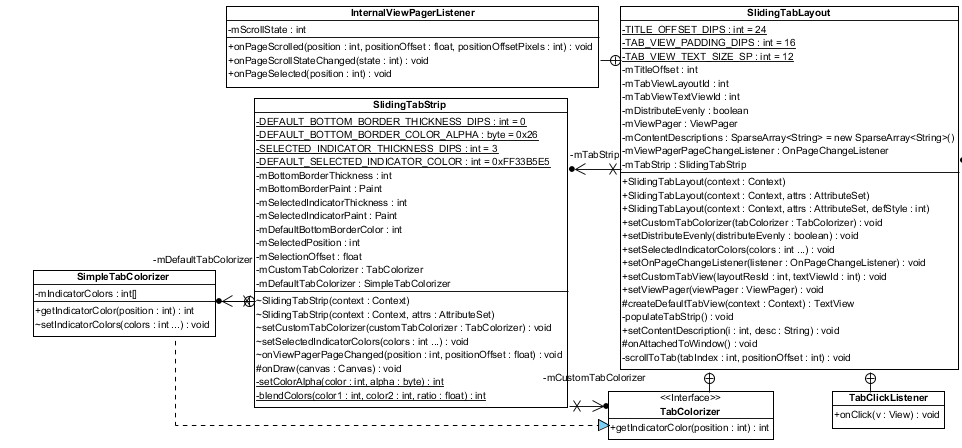 InternalViewPagerListener
-mScrollState : int
+onPageScrolled(position : int, positionOffset : float, positionOffsetPixels : int) : void
+onPageScrollStateChanged(state : int) : void
+onPageSelected(position : int) : void
SlidingTabLayout
-TITLE_OFFSET_DIPS : int = 24
-TAB_VIEW_PADDING_DIPS : int = 16
-TAB_VIEW_TEXT_SIZE_SP : int = 12
-mTitleOffset : int
-mTabViewLayoutId : int
-mTabViewTextViewId : int
-mDistributeEvenly : boolean
-mViewPager : ViewPager
-mContentDescriptions : SparseArray<String> = new SparseArray<String>()
-mViewPagerPageChangeListener : OnPageChangeListener
-mTabStrip : SlidingTabStrip
+SlidingTabLayout(context : Context)
+SlidingTabLayout(context : Context, attrs : AttributeSet)
+SlidingTabLayout(context : Context, attrs : AttributeSet, defStyle : int)
+setCustomTabColorizer(tabColorizer : TabColorizer) : void
+setDistributeEvenly(distributeEvenly : boolean) : void
+setSelectedIndicatorColors(colors : int ...) : void
+setOnPageChangeListener(listener : OnPageChangeListener) : void
+setCustomTabView(layoutResId : int, textViewId : int) : void
+setViewPager(viewPager : ViewPager) : void
#createDefaultTabView(context : Context) : TextView
-populateTabStrip() : void
+setContentDescription(i : int, desc : String) : void
#onAttachedToWindow() : void
-scrollToTab(tabIndex : int, positionOffset : int) : void
SlidingTabStrip
-DEFAULT_BOTTOM_BORDER_THICKNESS_DIPS : int = 0
-DEFAULT_BOTTOM_BORDER_COLOR_ALPHA : byte = 0x26
-SELECTED_INDICATOR_THICKNESS_DIPS : int = 3
-DEFAULT_SELECTED_INDICATOR_COLOR : int = 0xFF33B5E5
-mBottomBorderThickness : int
-mBottomBorderPaint : Paint
-mSelectedIndicatorThickness : int
-mSelectedIndicatorPaint : Paint
-mDefaultBottomBorderColor : int
-mSelectedPosition : int
-mSelectionOffset : float
-mCustomTabColorizer : TabColorizer
-mDefaultTabColorizer : SimpleTabColorizer
~SlidingTabStrip(context : Context)
~SlidingTabStrip(context : Context, attrs : AttributeSet)
~setCustomTabColorizer(customTabColorizer : TabColorizer) : void
~setSelectedIndicatorColors(colors : int ...) : void
~onViewPagerPageChanged(position : int, positionOffset : float) : void
#onDraw(canvas : Canvas) : void
-setColorAlpha(color : int, alpha : byte) : int
-blendColors(color1 : int, color2 : int, ratio : float) : int
-mTabStrip
-mDefaultTabColorizer
SimpleTabColorizer
-mIndicatorColors : int[]
+getIndicatorColor(position : int) : int
~setIndicatorColors(colors : int ...) : void
-mCustomTabColorizer
<<Interface>>
TabColorizer
+getIndicatorColor(position : int) : int
TabClickListener
+onClick(v : View) : void